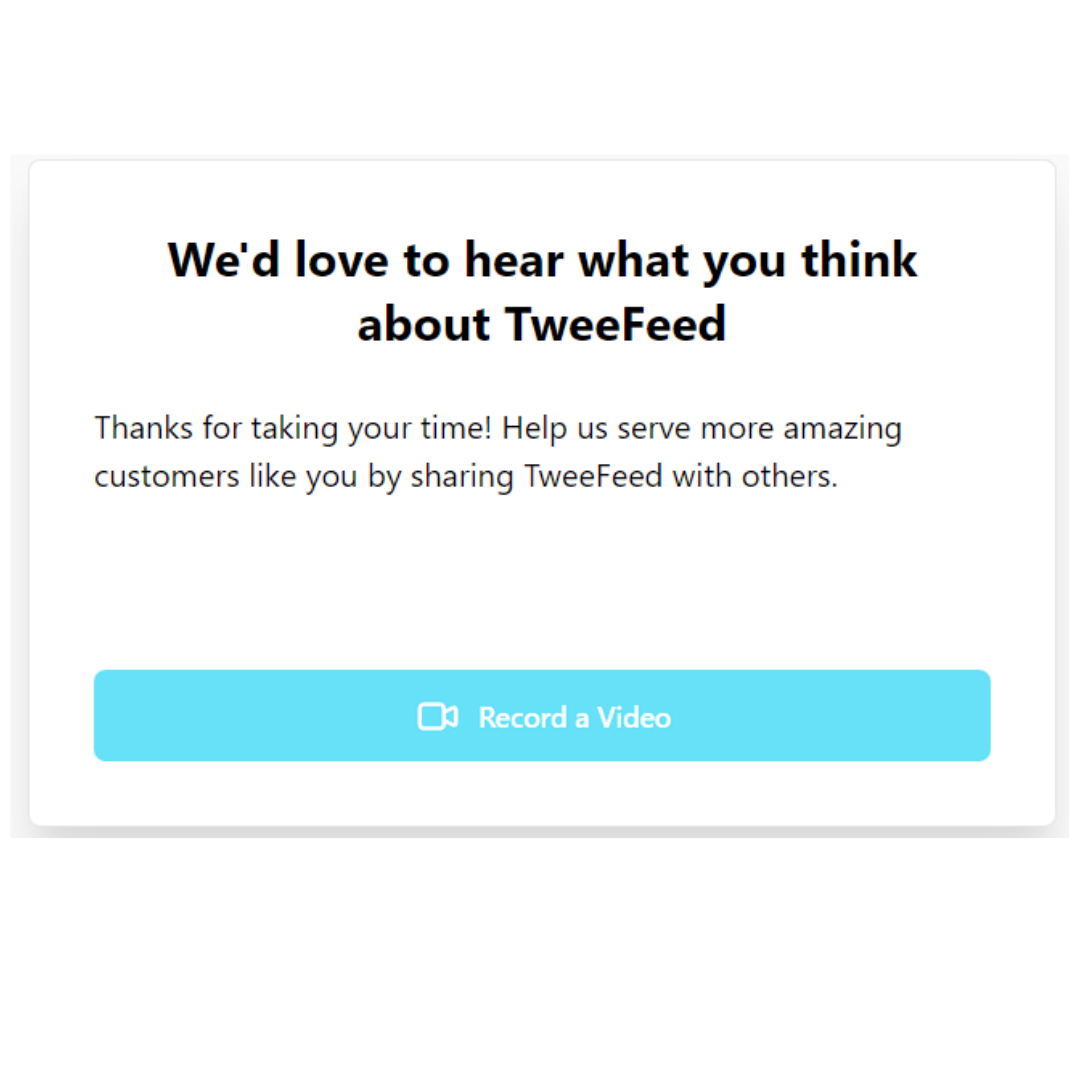 We'd love to hear what you think
about TweeFeed
Thanks for taking your time! Help us serve more amazing
customers like you by sharing TweeFeed with others.
Record a Video